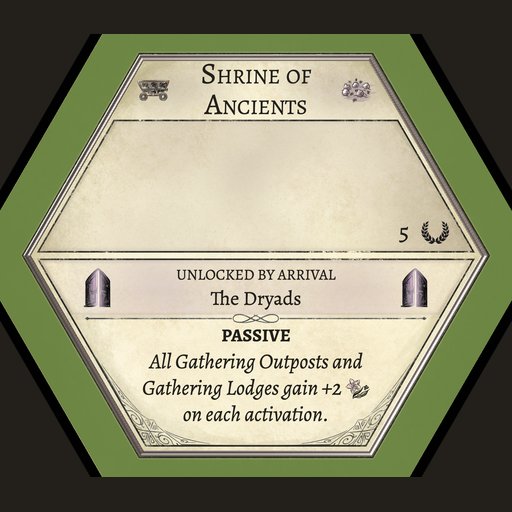 Shrine of
Ancients
5
UNLOCKED BY ARRIVAL
The Dryads
PASSIVE
All Gathering Outposts and
Gathering Lodges gain +2
on each activation.